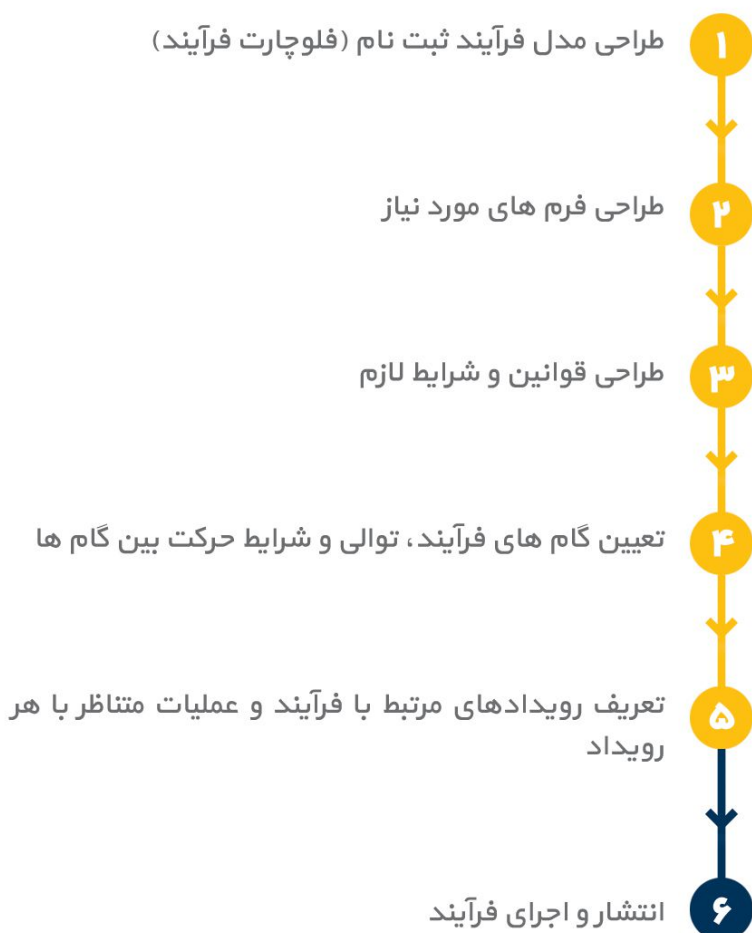 ۱
طراحی مدل فرآیند ثبت نام (فلوچارت فرآیند)
۲
طراحی فرم های مورد نیاز
۳
طراحی قوانین و شرایط لازم
۴
تعیین گام های فرآیند، توالی و شرایط حرکت بین گام ها
۵
تعریف رویدادهای مرتبط با فرآیند و عملیات متناظر با هر
رویداد
۶
انتشار و اجرای فرآیند